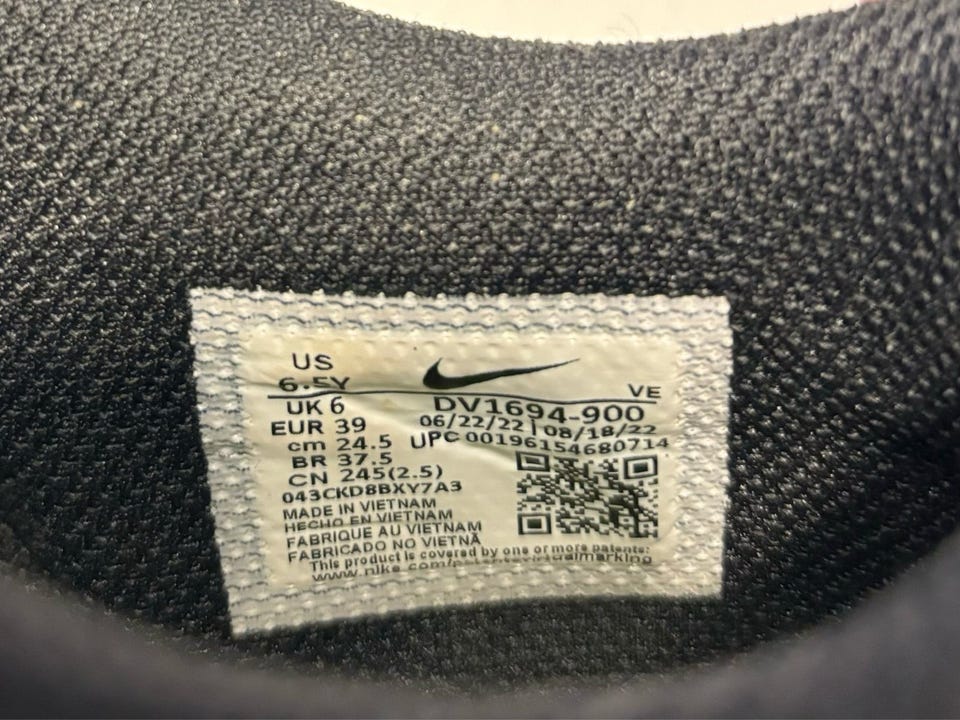 US
6.5Y
VE
UK 6
DV1694-900
EUR 39
06/22/22 | 08/18/22
cm 24.5
UPC 00196154680714
BR 37.5
CN 245(2.5)
043CKD8BXY7A3
MADE IN VIETNAM
HECHO EN VIETNAM
FABRIQUE AU VIETNAM
FABRICADO NO VIETNÃ
This product is covered by one or more patents: